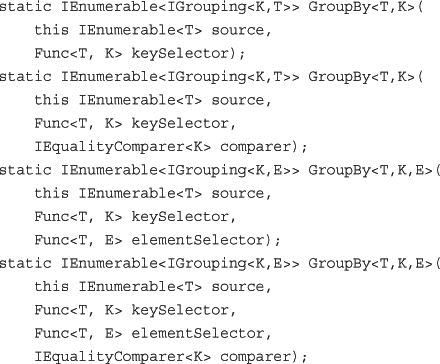 static IEnumerable<IGrouping<K,T>> GroupBy<T,K>(
    this IEnumerable<T> source,
    Func<T, K> keySelector);
static IEnumerable<IGrouping<K,T>> GroupBy<T,K>(
    this IEnumerable<T> source,
    Func<T, K> keySelector,
    IEqualityComparer<K> comparer);
static IEnumerable<IGrouping<K,E>> GroupBy<T,K,E>(
    this IEnumerable<T> source,
    Func<T, K> keySelector,
    Func<T, E> elementSelector);
static IEnumerable<IGrouping<K,E>> GroupBy<T,K,E>(
    this IEnumerable<T> source,
    Func<T, K> keySelector,
    Func<T, E> elementSelector,
    IEqualityComparer<K> comparer);